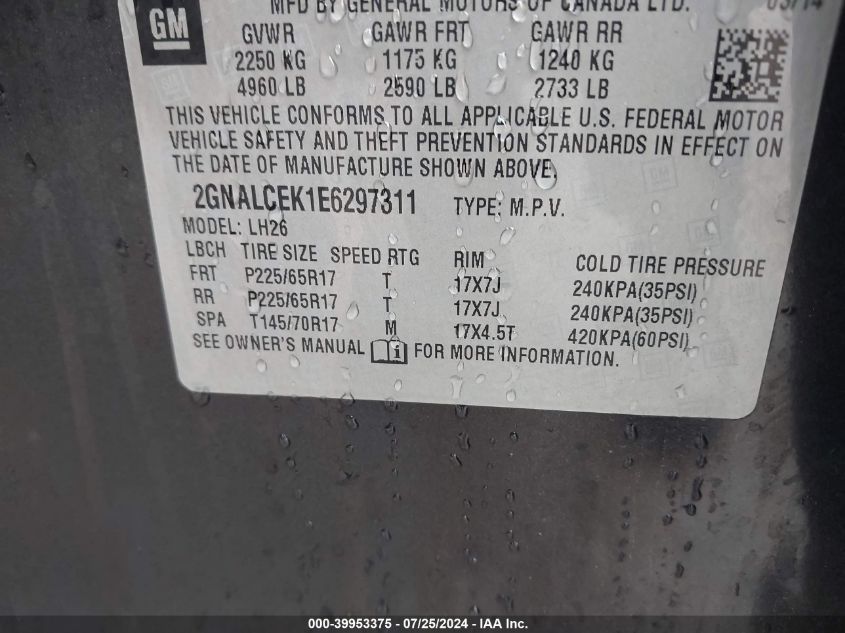 GM
MFD BY GENERAL MOTORS OF CANADA LTD.
GVWR GAWR FRT GAWR RR
2250 KG 1175 KG 1240 KG
4960 LB 2590 LB 2733 LB
THIS VEHICLE CONFORMS TO ALL APPLICABLE U.S. FEDERAL MOTOR
VEHICLE SAFETY AND THEFT PREVENTION STANDARDS IN EFFECT ON
THE DATE OF MANUFACTURE SHOWN ABOVE.
2GNALCEK1E6297311 TYPE: M.P.V.
MODEL: LH26
LBCH TIRE SIZE SPEED RTG RIM COLD TIRE PRESSURE
FRT P225/65R17 T 17X7J 240KPA(35PSI)
RR P225/65R17 T 17X7J 240KPA(35PSI)
SPA T145/70R17 M 17X4.5T 420KPA(60PSI)
SEE OWNER'S MANUAL i FOR MORE INFORMATION.
000-39953375 - 07/25/2024 - IAA Inc.